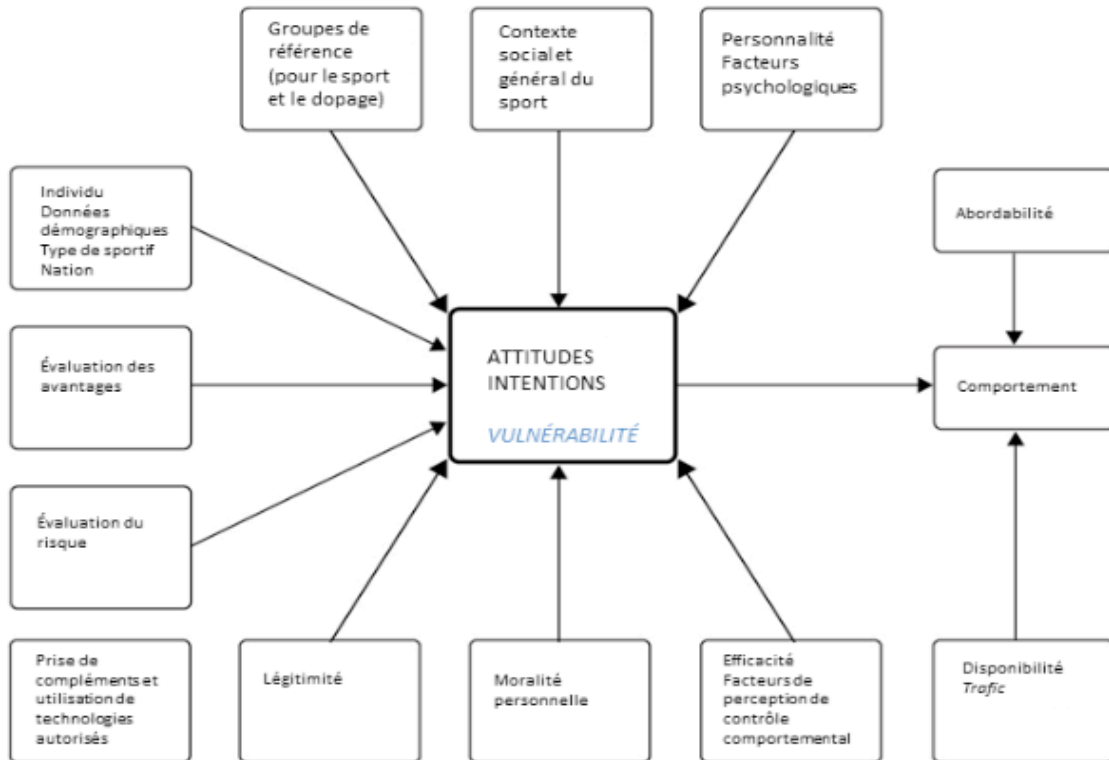 Groupes de
référence
(pour le sport
et le dopage)
Contexte
social et
général du
sport
Personnalité
Facteurs
psychologiques
Individu
Données
démographiques
Type de sportif
Nation
Abordabilité
Évaluation des
avantages
ATTITUDES
INTENTIONS
VULNÉRABILITÉ
Comportement
Évaluation du
risque
Prise de
compléments et
utilisation de
technologies
autorisés
Légitimité
Moralité
personnelle
Efficacité
Facteurs de
perception de
contrôle
comportemental
Disponibilité
Trafic